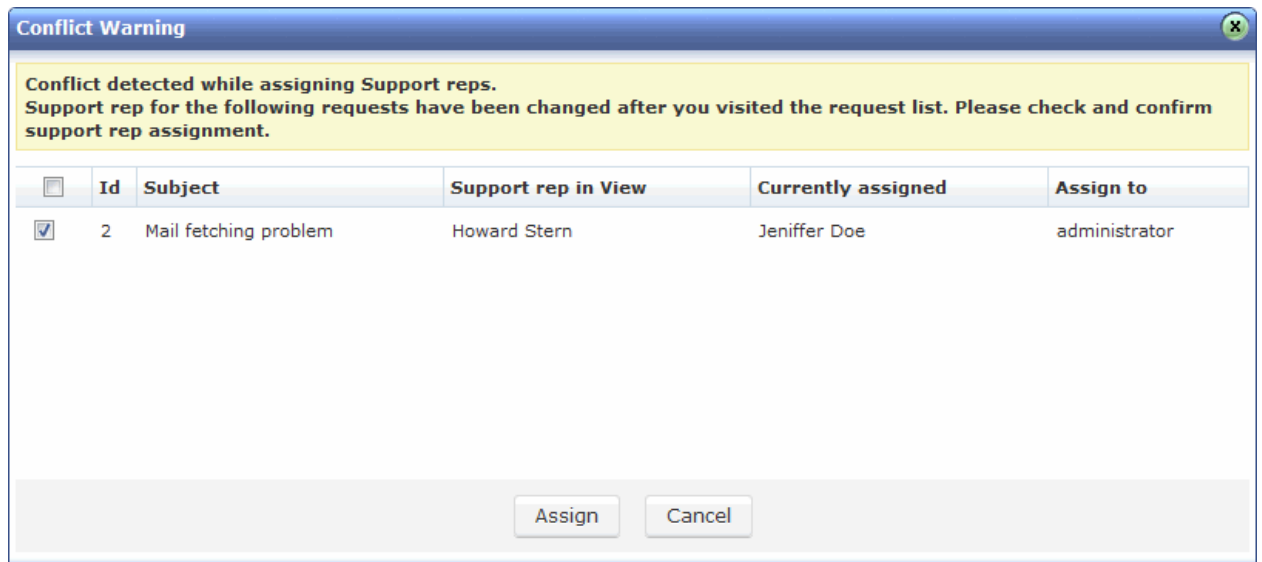 Conflict Warning
Conflict detected while assigning Support reps.
Support rep for the following requests have been changed after you visited the request list. Please check and confirm
support rep assignment.
Id Subject Support rep in View Currently assigned Assign to
2 Mail fetching problem Howard Stern Jeniffer Doe administrator
Assign Cancel